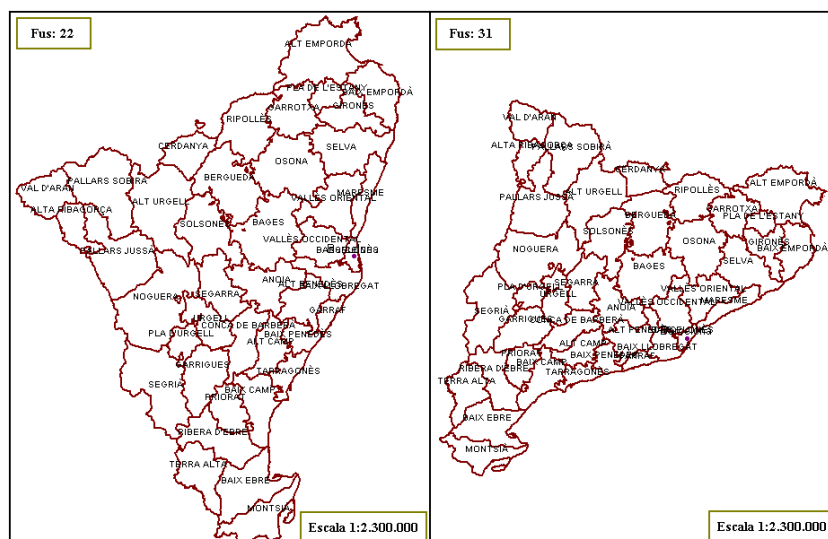 Fus: 22
ALT EMPORDÀ
PLA DE L'ESTANY
BAIX EMPORDÀ
GARROTXA
GIRONÈS
RIPOLLÈS
SELVA
CERDANYA
OSONA
BERGUEDÀ
PALLARS SOBIRÀ
VAL D'ARAN
MARESME
VALLÈS ORIENTAL
ALT URGELL
ALTA RIBAGORÇA
SOLSONÈS
BAGES
VALLÈS OCCIDENTAL
PALLARS JUSSÀ
ANOIA
ALT PENEDÈS
NOGUERA
SEGARRA
GARRAF
URGELL
CONCA DE BARBERÀ
PLA D'URGELL
BAIX PENEDÈS
ALT CAMP
GARRIGUES
TARRAGONÈS
SEGRIÀ
BAIX CAMP
PRIORAT
RIBERA D'EBRE
TERRA ALTA
BAIX EBRE
MONTSIÀ
Escala 1:2.300.000
Fus: 31
VAL D'ARAN
ALTA RIBAGORÇA
PALLARS SOBIRÀ
CERDANYA
ALT EMPORDÀ
PALLARS JUSSÀ
ALT URGELL
RIPOLLÈS
GARROTXA
BERGUEDÀ
PLA DE L'ESTANY
SOLSONÈS
OSONA
GIRONÈS
NOGUERA
BAIX EMPORDÀ
SELVA
BAGES
SEGARRA
PLA D'URGELL
VALLÈS ORIENTAL
URGELL
MARESME
VALLÈS OCCIDENTAL
SEGRIÀ
ANOIA
GARRIGUES
CONCA DE BARBERÀ
ALT PENEDÈS
ALT CAMP
BAIX LLOBREGAT
PRIORAT
BAIX PENEDÈS
GARRAF
RIBERA D'EBRE
BAIX CAMP
TARRAGONÈS
TERRA ALTA
BAIX EBRE
MONTSIÀ
Escala 1:2.300.000